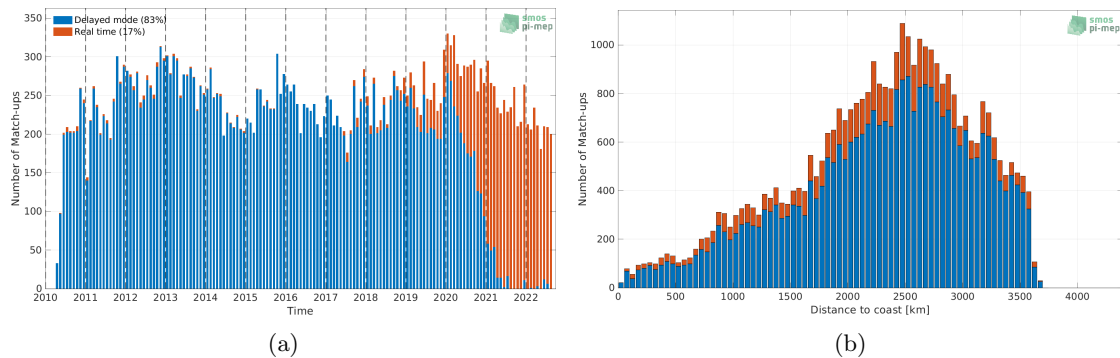 Delayed mode (83%)
Real time (17%)
smos
pi-mep
Number of Match-ups
350
300
250
200
150
100
50
0
2010 2011 2012 2013 2014 2015 2016 2017 2018 2019 2020 2021 2022
Time
(a)
smos
pi-mep
Number of Match-ups
1000
800
600
400
200
0
0 500 1000 1500 2000 2500 3000 3500 4000
Distance to coast [km]
(b)